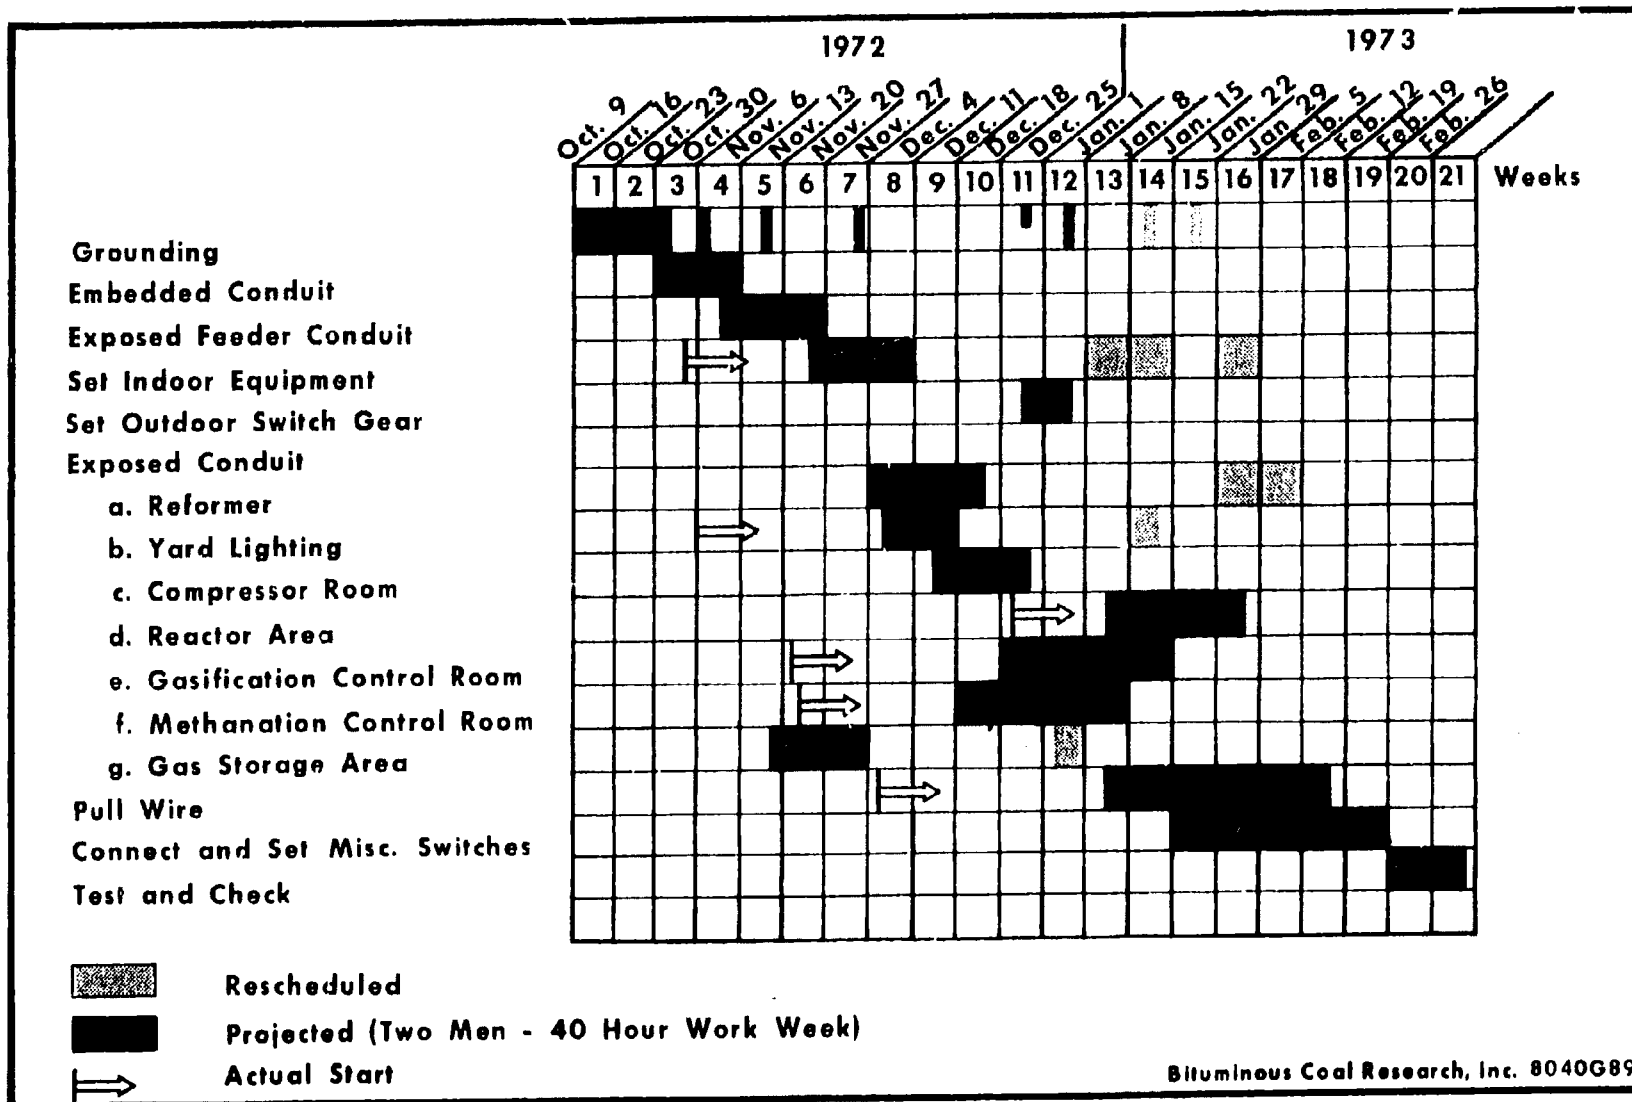 1972 1973
Oct. 9 Oct. 16 Oct. 23 Oct. 30 Nov. 6 Nov. 13 Nov. 20 Nov. 27 Dec. 4 Dec. 11 Dec. 18 Dec. 25 Jan. 1 Jan. 8 Jan. 15 Jan. 22 Jan. 29 Feb. 5 Feb. 12 Feb. 19 Feb. 26
1 2 3 4 5 6 7 8 9 10 11 12 13 14 15 16 17 18 19 20 21 Weeks
Grounding
Embedded Conduit
Exposed Feeder Conduit
Set Indoor Equipment
Set Outdoor Switch Gear
Exposed Conduit
a. Reformer
b. Yard Lighting
c. Compressor Room
d. Reactor Area
e. Gasification Control Room
f. Methanation Control Room
g. Gas Storage Area
Pull Wire
Connect and Set Misc. Switches
Test and Check
Rescheduled
Projected (Two Men - 40 Hour Work Week)
Actual Start
Bituminous Coal Research, Inc. 8040G89